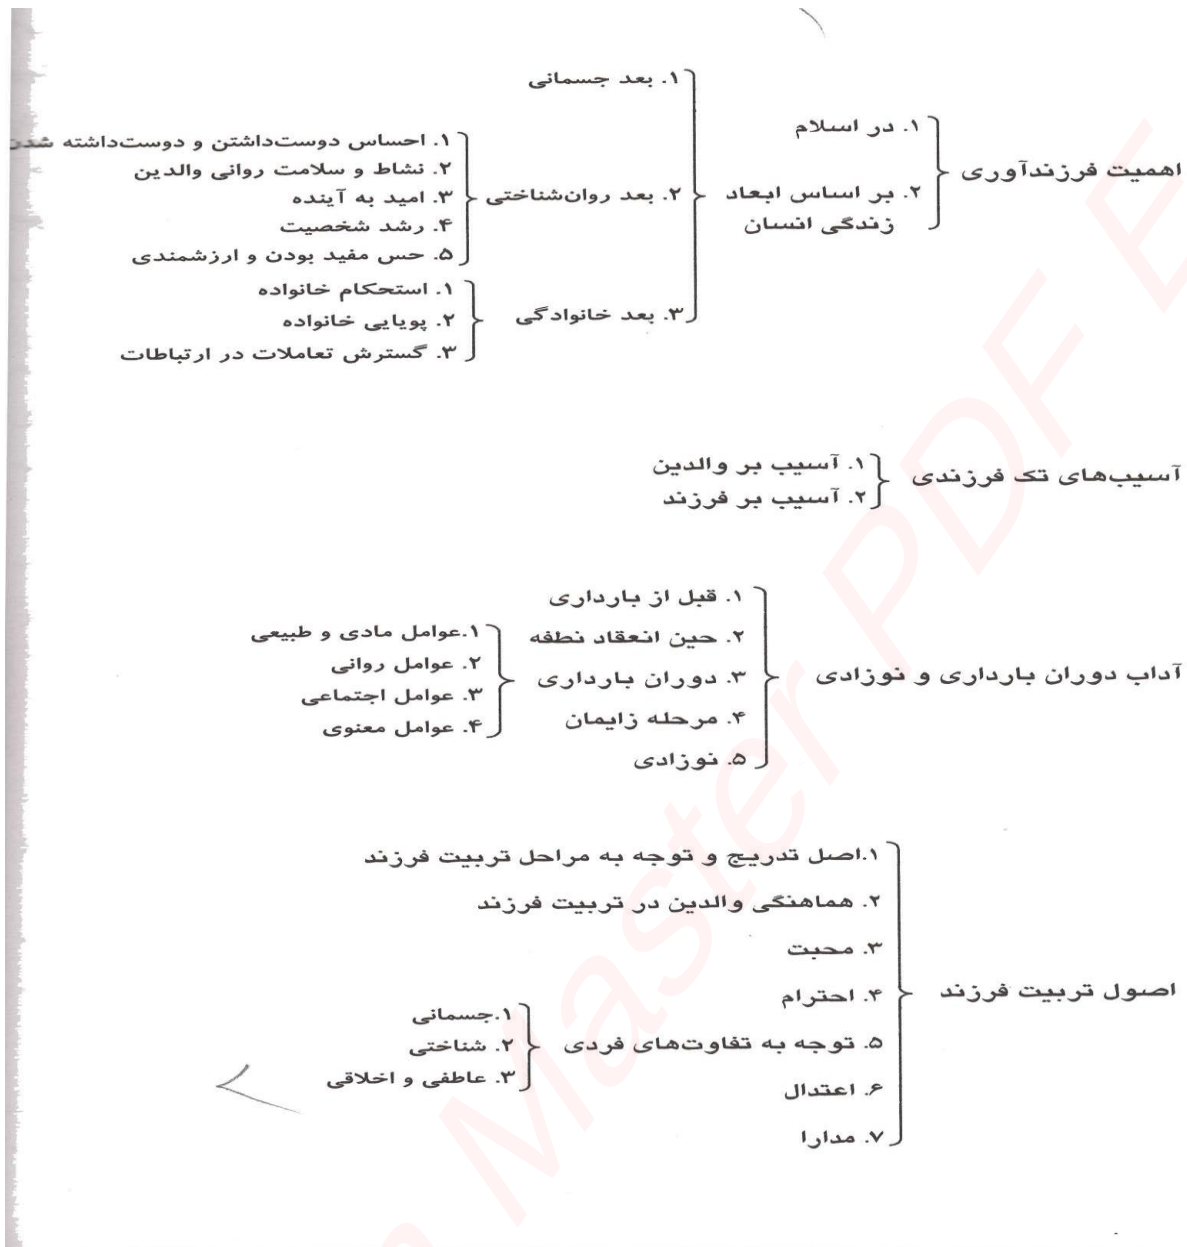 اهمیت فرزندآوری
۱. در اسلام
۲. بر اساس ابعاد
زندگی انسان
۱. بعد جسمانی
۲. بعد روان‌شناختی
۱. احساس دوست‌داشتن و دوست‌داشته شدن
۲. نشاط و سلامت روانی والدین
۳. امید به آینده
۴. رشد شخصیت
۵. حس مفید بودن و ارزشمندی
۳. بعد خانوادگی
۱. استحکام خانواده
۲. پویایی خانواده
۳. گسترش تعاملات در ارتباطات
آسیب‌های تک فرزندی
۱. آسیب بر والدین
۲. آسیب بر فرزند
آداب دوران بارداری و نوزادی
۱. قبل از بارداری
۲. حین انعقاد نطفه
۳. دوران بارداری
۱.عوامل مادی و طبیعی
۲. عوامل روانی
۳. عوامل اجتماعی
۴. عوامل معنوی
۴. مرحله زایمان
۵. نوزادی
اصول تربیت فرزند
۱.اصل تدریج و توجه به مراحل تربیت فرزند
۲. هماهنگی والدین در تربیت فرزند
۳. محبت
۴. احترام
۵. توجه به تفاوت‌های فردی
۱.جسمانی
۲. شناختی
۳. عاطفی و اخلاقی
۶. اعتدال
۷. مدارا
Master PDF E